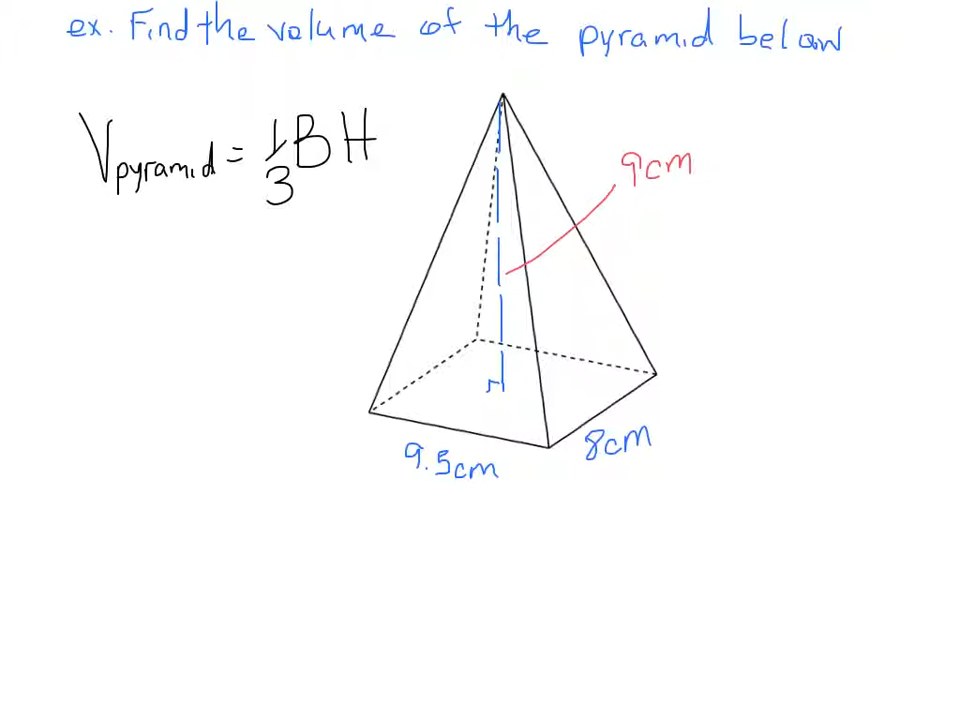 ex. Find the volume of the pyramid below
Vpyramid = 1/3 BH
9cm
9.5cm
8cm